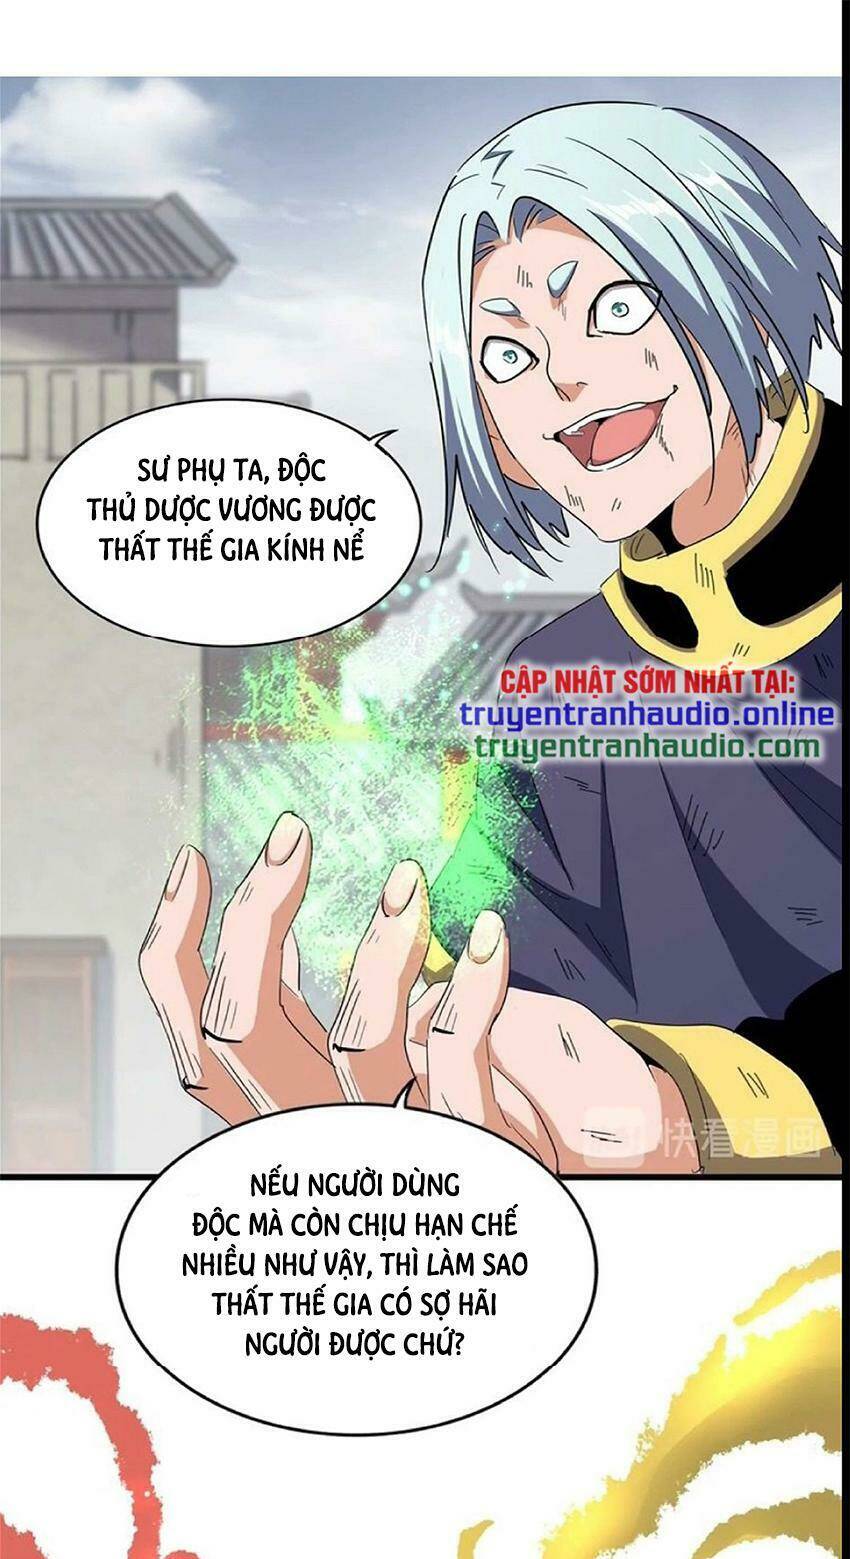 SƯ PHỤ TA, ĐỘC
THỦ DƯỢC VƯƠNG ĐƯỢC
THẤT THẾ GIA KÍNH NỂ
CẬP NHẬT SỚM NHẤT TẠI:
truyentranhaudio.online
truyentranhaudio.com
快看漫画
NẾU NGƯỜI DÙNG
ĐỘC MÀ CÒN CHỊU HẠN CHẾ
NHIỀU NHƯ VẬY, THÌ LÀM SAO
THẤT THẾ GIA CÓ SỢ HÃI
NGƯỜI ĐƯỢC CHỨ?